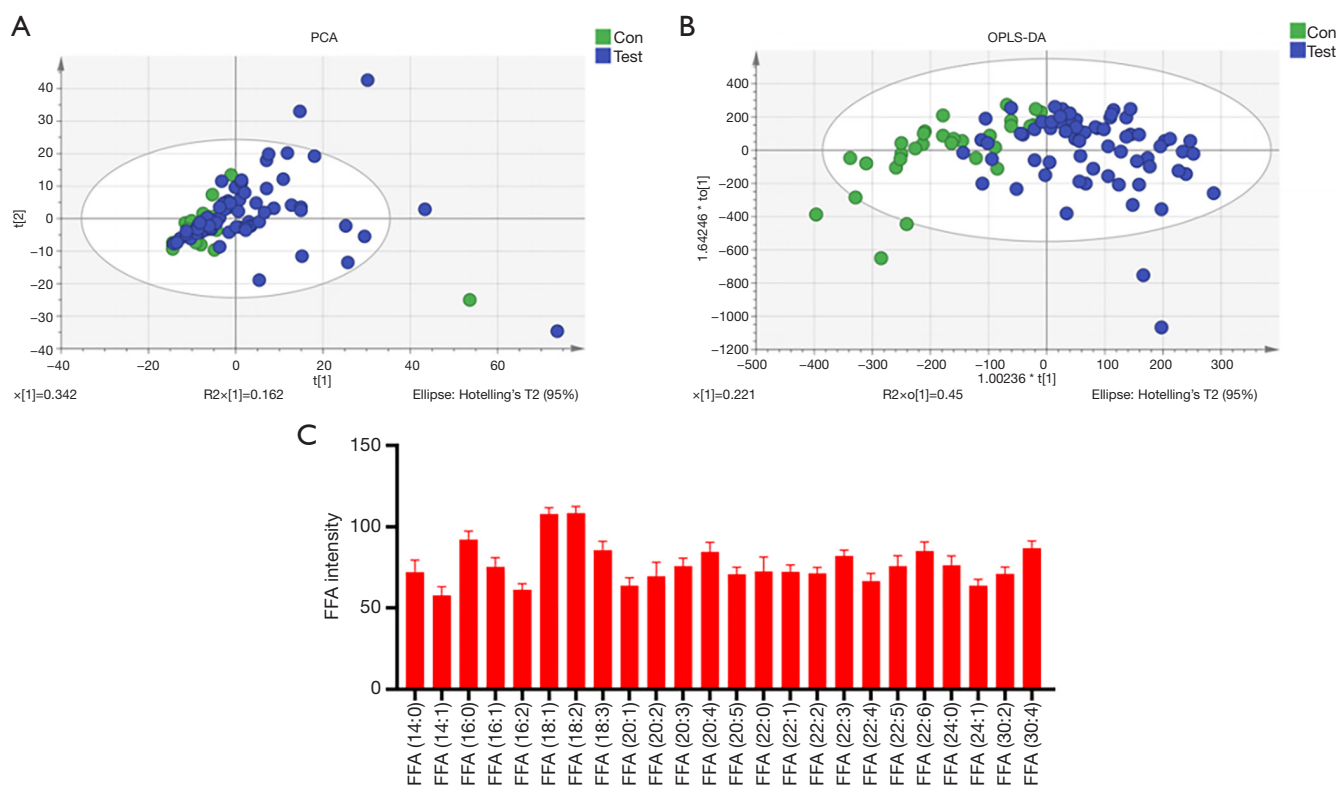 A
PCA
Con
Test
t[2]
40
30
20
10
0
−10
−20
−30
−40
−40
−20
0
20
40
60
t[1]
×[1]=0.342
R2×[1]=0.162
Ellipse: Hotelling's T2 (95%)
B
OPLS-DA
Con
Test
1.64246 * to[1]
400
200
0
−200
−400
−600
−800
−1000
−1200
−500
−400
−300
−200
−100
0
100
200
300
1.00236 * t[1]
×[1]=0.221
R2×o[1]=0.45
Ellipse: Hotelling's T2 (95%)
C
FFA intensity
150
100
50
0
FFA (14:0)
FFA (14:1)
FFA (16:0)
FFA (16:1)
FFA (16:2)
FFA (18:1)
FFA (18:2)
FFA (18:3)
FFA (20:1)
FFA (20:2)
FFA (20:3)
FFA (20:4)
FFA (20:5)
FFA (22:0)
FFA (22:1)
FFA (22:2)
FFA (22:3)
FFA (22:4)
FFA (22:5)
FFA (22:6)
FFA (24:0)
FFA (24:1)
FFA (30:2)
FFA (30:4)